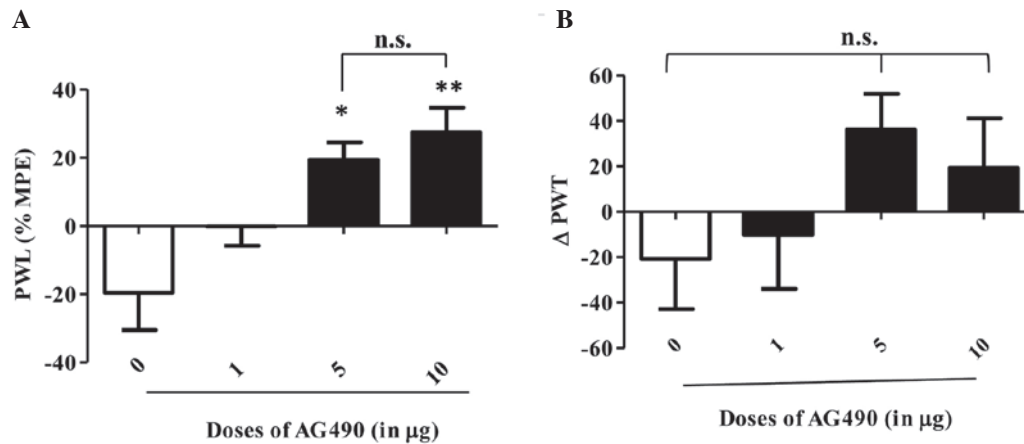 A
n.s.
**
*
40
20
0
-20
-40
PWL (% MPE)
0
1
5
10
Doses of AG490 (in μg)
B
n.s.
60
40
20
0
-20
-40
-60
Δ PWT
0
1
5
10
Doses of AG490 (in μg)